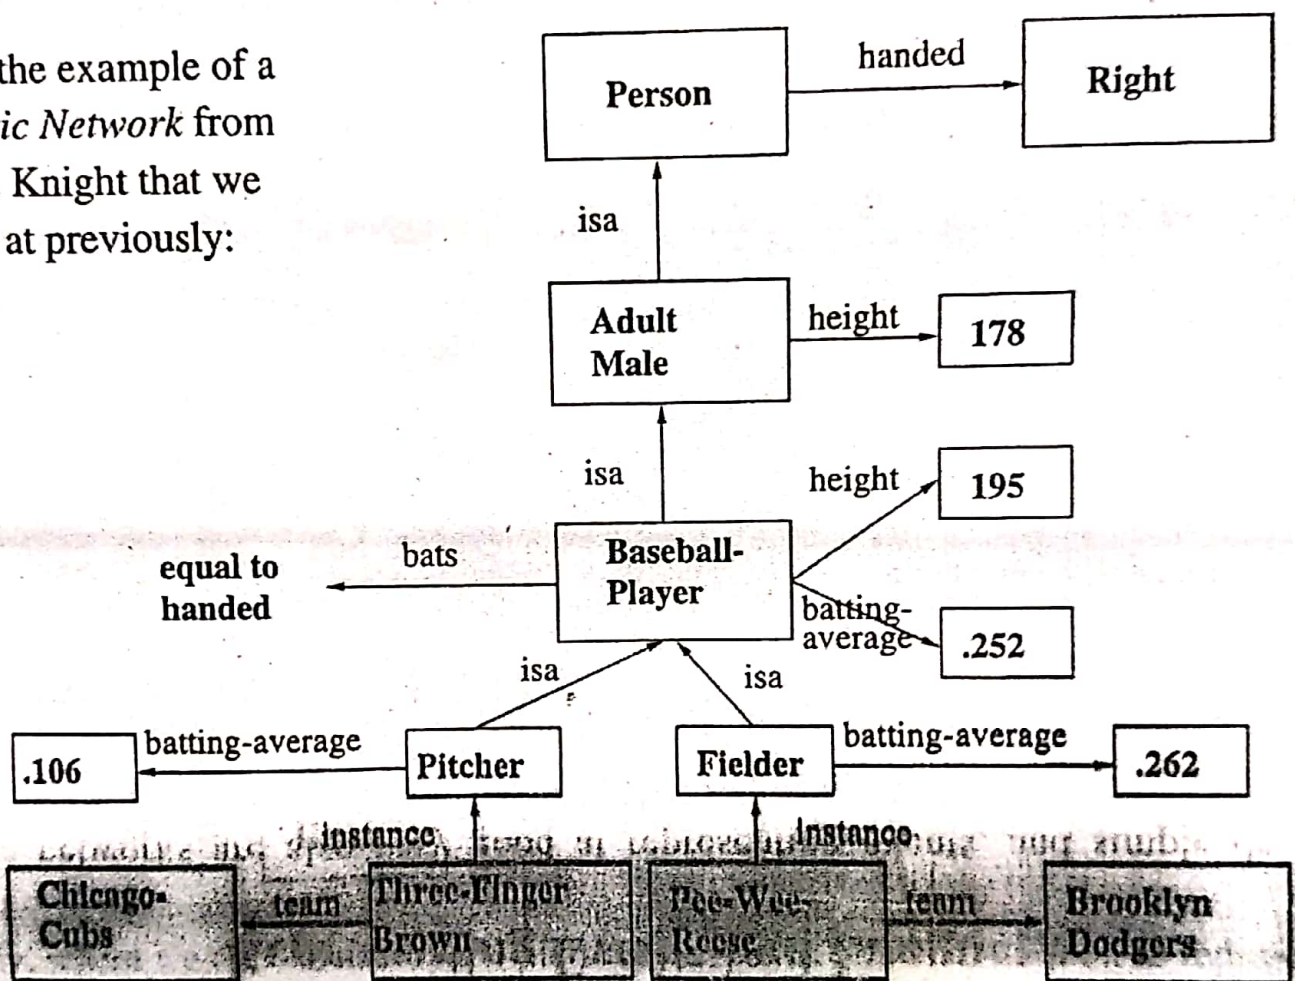 the example of a
ic Network from
Knight that we
at previously:
Person
handed
Right
isa
Adult
Male
height
178
isa
height
195
equal to
handed
bats
Baseball-
Player
batting-
average
.252
isa
isa
.106
batting-average
Pitcher
Fielder
batting-average
.262
instance
instance
Chicago-
Cubs
team
Three-Finger
Brown
Pee-Wee-
Reese
team
Brooklyn
Dodgers